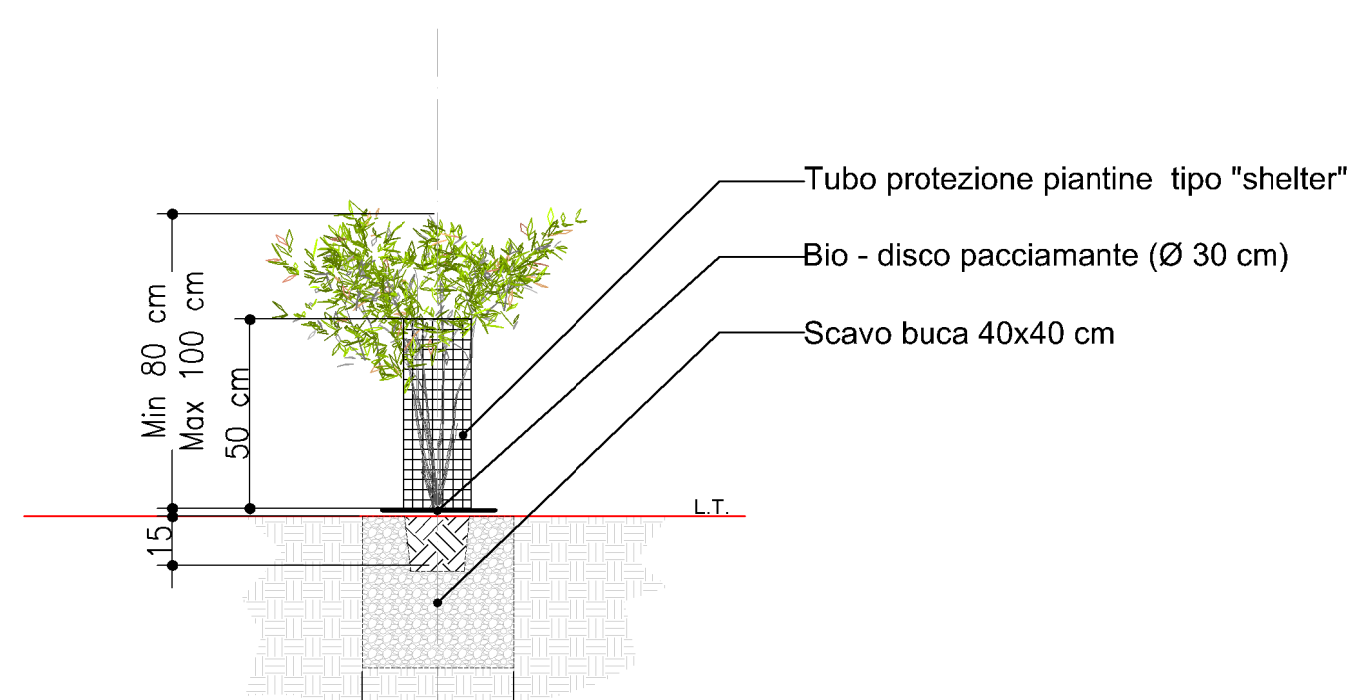 Tubo protezione piantine tipo "shelter"
Bio - disco pacciamante (Ø 30 cm)
Scavo buca 40x40 cm
Min 80 cm
Max 100 cm
50 cm
L.T.
15